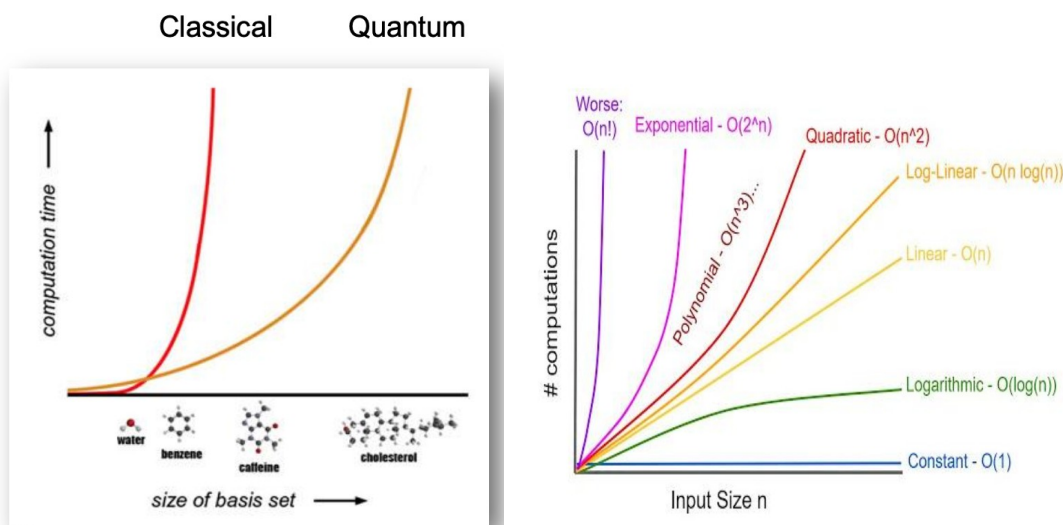 Classical Quantum
computation time
water
benzene
caffeine
cholesterol
size of basis set
Worse:
O(n!)
Exponential - O(2^n)
Quadratic - O(n^2)
Log-Linear - O(n log(n))
Polynomial - O(n^3)...
Linear - O(n)
# computations
Logarithmic - O(log(n))
Constant - O(1)
Input Size n